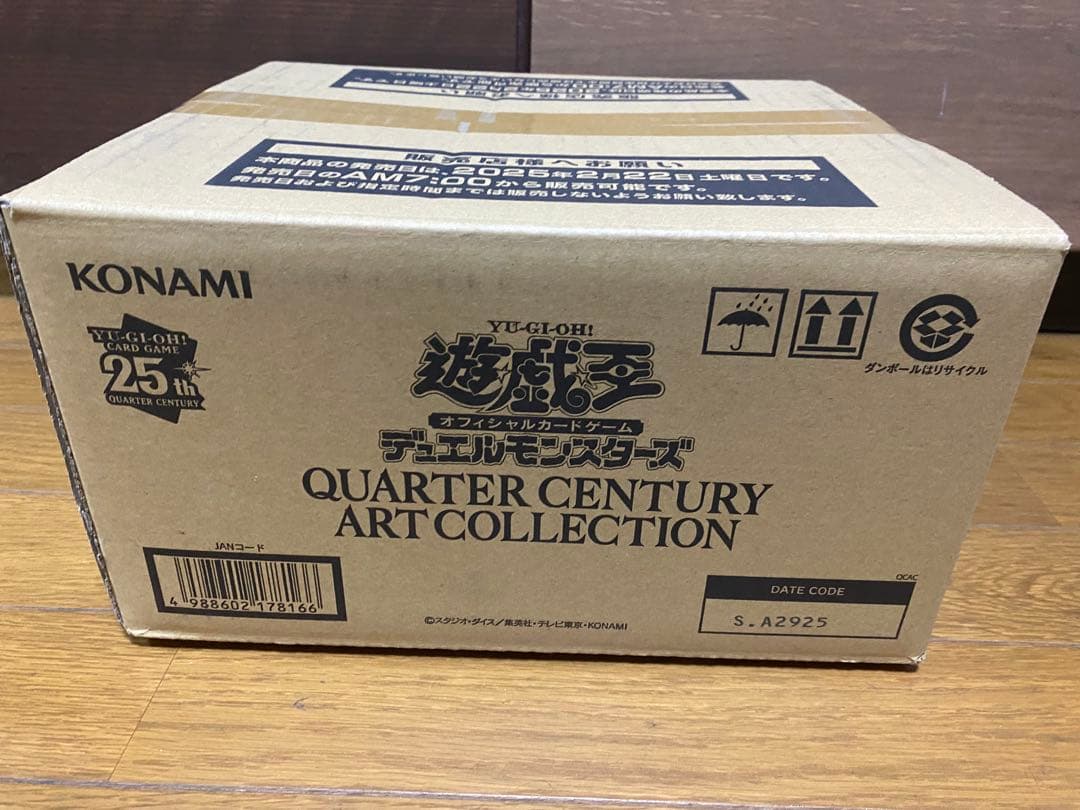 販売店様へお願い
本商品の発売日は、2025年2月22日土曜日です。
発売日のAM7:00から販売可能です。
発売日および指定時間までは販売しないようお願い致します。
KONAMI
YU-GI-OH!
CARD GAME
25th
QUARTER CENTURY
YU-GI-OH!
遊戯王
オフィシャルカードゲーム
デュエルモンスターズ
QUARTER CENTURY
ART COLLECTION
ダンボールはリサイクル
JANコード
4 988602 178166
©スタジオ・ダイス/集英社・テレビ東京・KONAMI
QCAC
DATE CODE
S.A2925